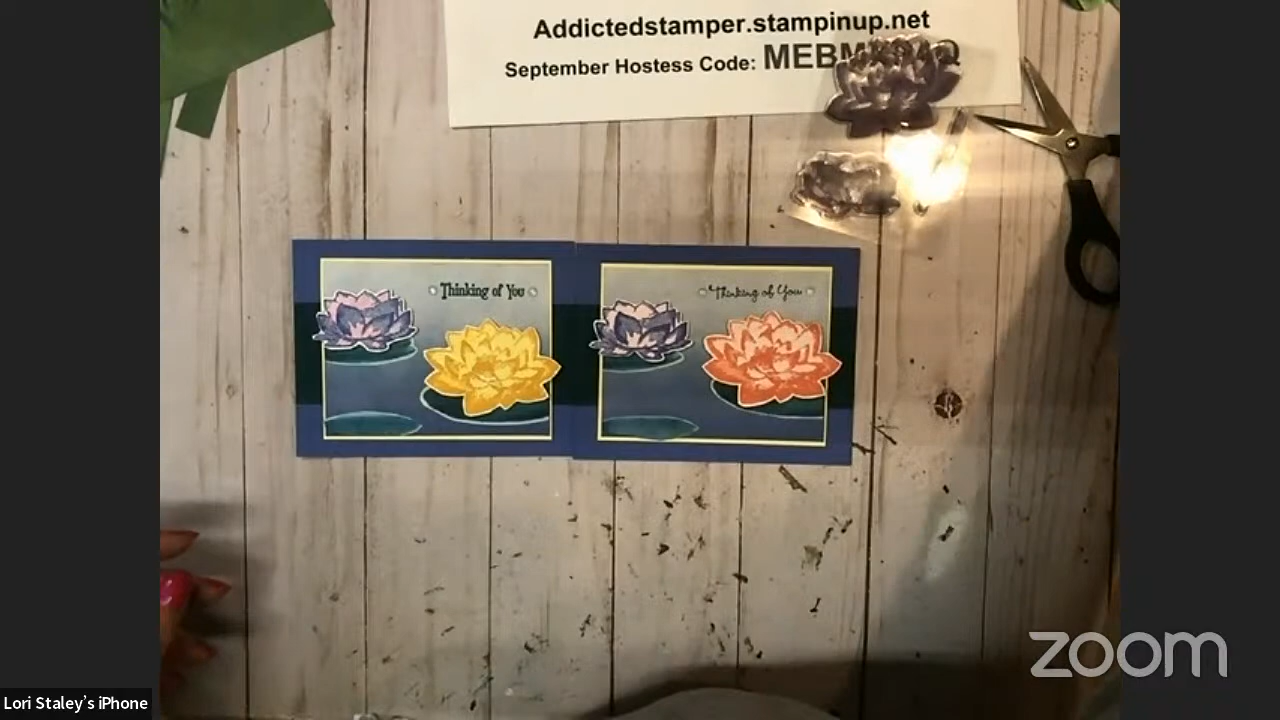 Addictedstamper.stampinup.net
September Hostess Code:
Thinking of You
Thinking of You
zoom
Lori Staley's iPhone